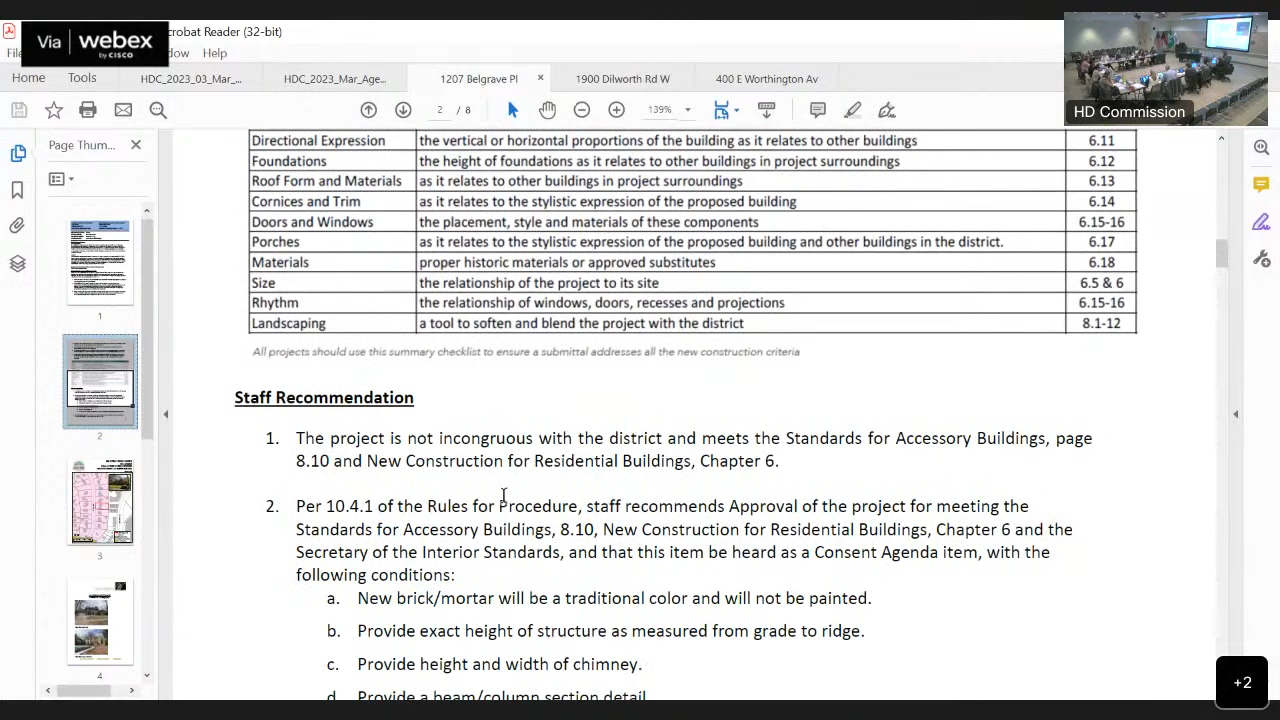 Via webex
by CISCO
crobat Reader (32-bit)
dow Help
Home Tools HDC_2023_03_Mar_... HDC_2023_Mar_Age... 1207 Belgrave Pl 1900 Dilworth Rd W 400 E Worthington Av
2 / 8 139%
HD Commission
Page Thum...
1
2
3
4
Directional Expression the vertical or horizontal proportions of the building as it relates to other buildings 6.11
Foundations the height of foundations as it relates to other buildings in project surroundings 6.12
Roof Form and Materials as it relates to other buildings in project surroundings 6.13
Cornices and Trim as it relates to the stylistic expression of the proposed building 6.14
Doors and Windows the placement, style and materials of these components 6.15-16
Porches as it relates to the stylistic expression of the proposed building and other buildings in the district. 6.17
Materials proper historic materials or approved substitutes 6.18
Size the relationship of the project to its site 6.5 & 6
Rhythm the relationship of windows, doors, recesses and projections 6.15-16
Landscaping a tool to soften and blend the project with the district 8.1-12
All projects should use this summary checklist to ensure a submittal addresses all the new construction criteria
Staff Recommendation
1. The project is not incongruous with the district and meets the Standards for Accessory Buildings, page
8.10 and New Construction for Residential Buildings, Chapter 6.
2. Per 10.4.1 of the Rules for Procedure, staff recommends Approval of the project for meeting the
Standards for Accessory Buildings, 8.10, New Construction for Residential Buildings, Chapter 6 and the
Secretary of the Interior Standards, and that this item be heard as a Consent Agenda item, with the
following conditions:
a. New brick/mortar will be a traditional color and will not be painted.
b. Provide exact height of structure as measured from grade to ridge.
c. Provide height and width of chimney.
d. Provide a beam/column section detail.
+2